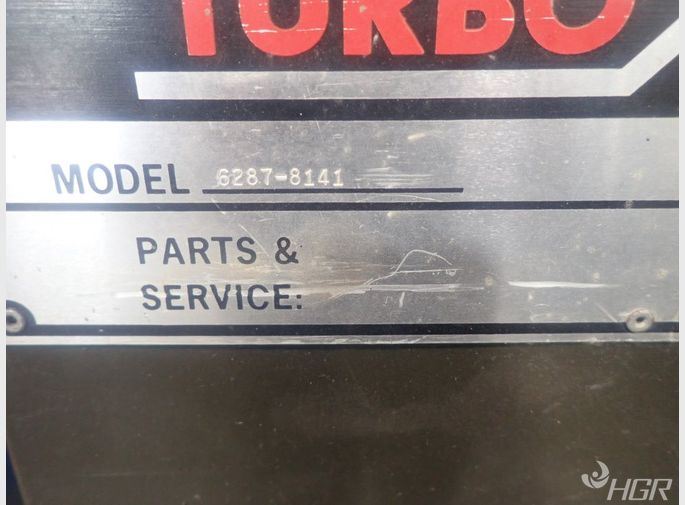 TURBO
MODEL 6287-8141
PARTS &
SERVICE:
HGR